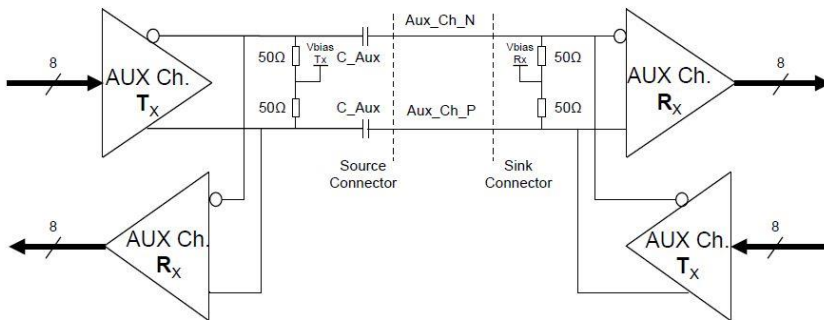 Aux_Ch_N
Vbias
Tx
50Ω
C_Aux
Vbias
Rx
50Ω
8
AUX Ch.
TX
50Ω
C_Aux
Aux_Ch_P
50Ω
AUX Ch.
RX
8
Source
Connector
Sink
Connector
8
AUX Ch.
RX
AUX Ch.
TX
8